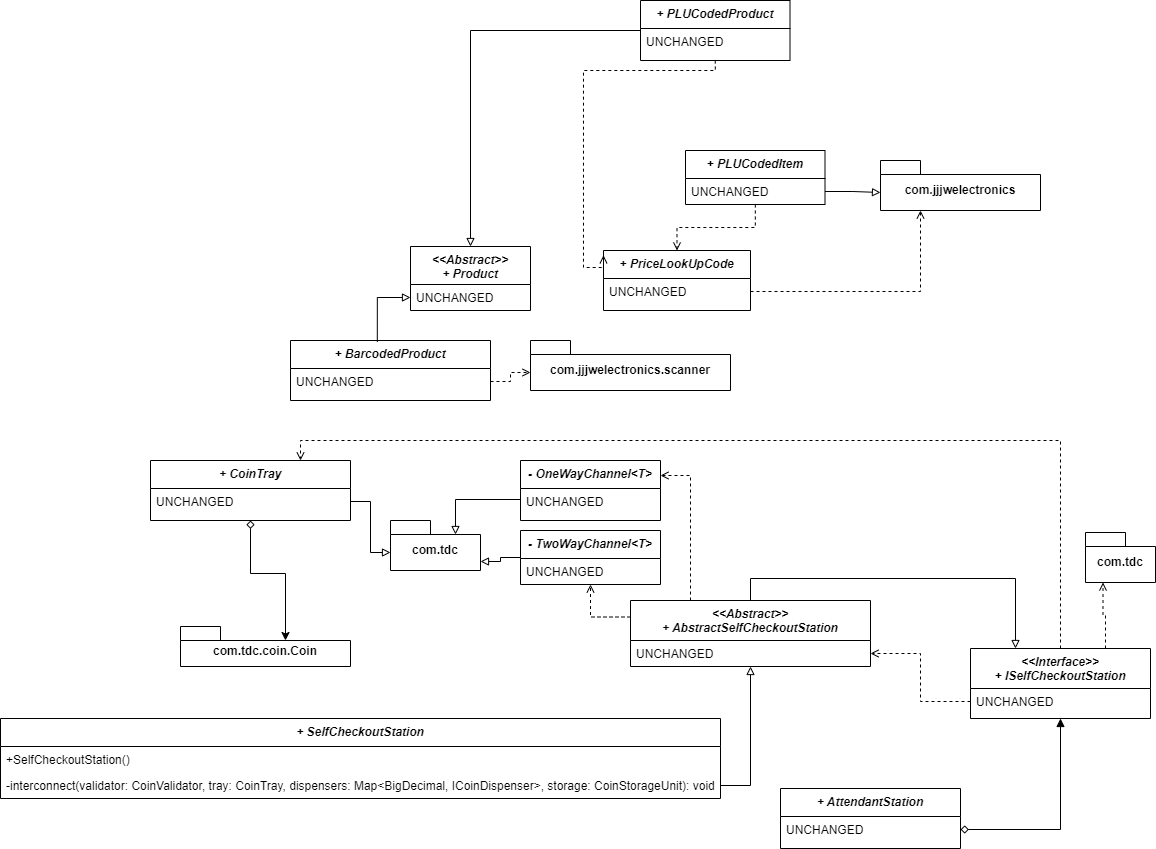 + PLUCodedProduct
UNCHANGED
+ PLUCodedItem
UNCHANGED
com.jjjwelectronics
<<Abstract>>
+ Product
UNCHANGED
+ PriceLookUpCode
UNCHANGED
+ BarcodedProduct
UNCHANGED
com.jjjwelectronics.scanner
+ CoinTray
UNCHANGED
- OneWayChannel<T>
UNCHANGED
com.tdc
- TwoWayChannel<T>
UNCHANGED
com.tdc
<<Abstract>>
+ AbstractSelfCheckoutStation
UNCHANGED
com.tdc.coin.Coin
<<Interface>>
+ ISelfCheckoutStation
UNCHANGED
+ SelfCheckoutStation
+SelfCheckoutStation()
-interconnect(validator: CoinValidator, tray: CoinTray, dispensers: Map<BigDecimal, ICoinDispenser>, storage: CoinStorageUnit): void
+ AttendantStation
UNCHANGED